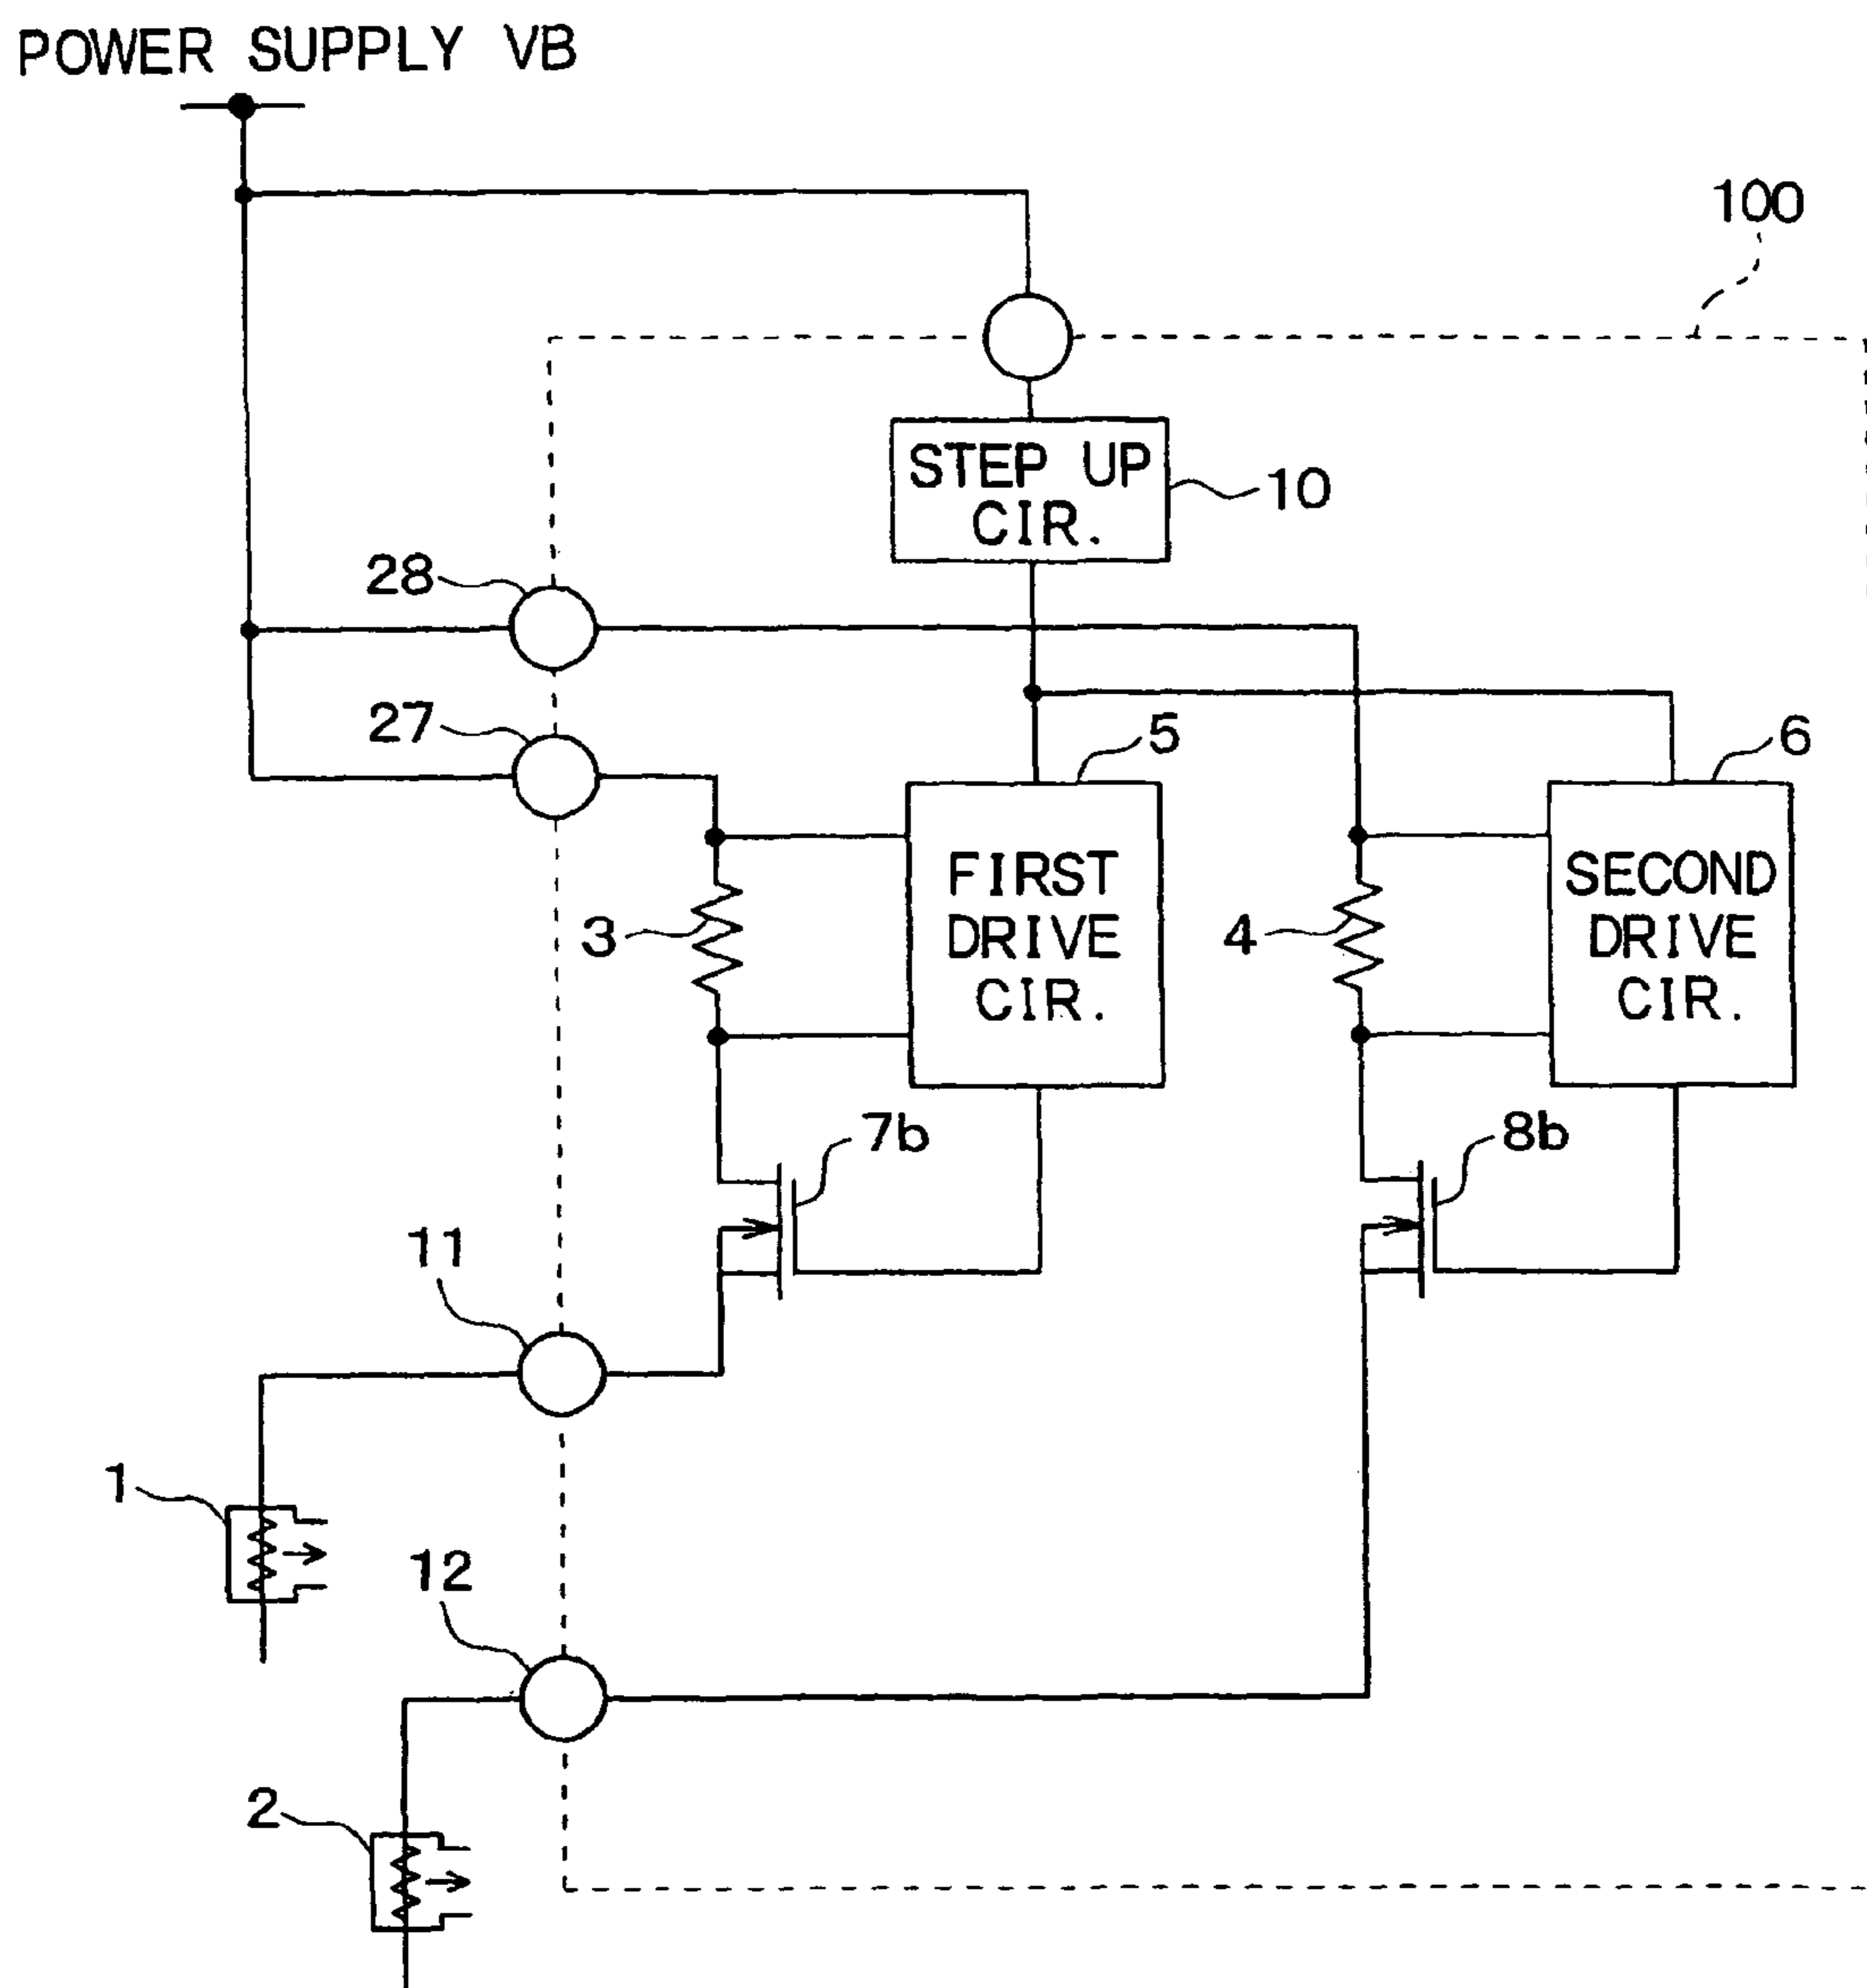 POWER SUPPLY VB
100
STEP UP
CIR.
10
28
27
5
6
FIRST
DRIVE
CIR.
SECOND
DRIVE
CIR.
3
4
7b
8b
11
1
12
2